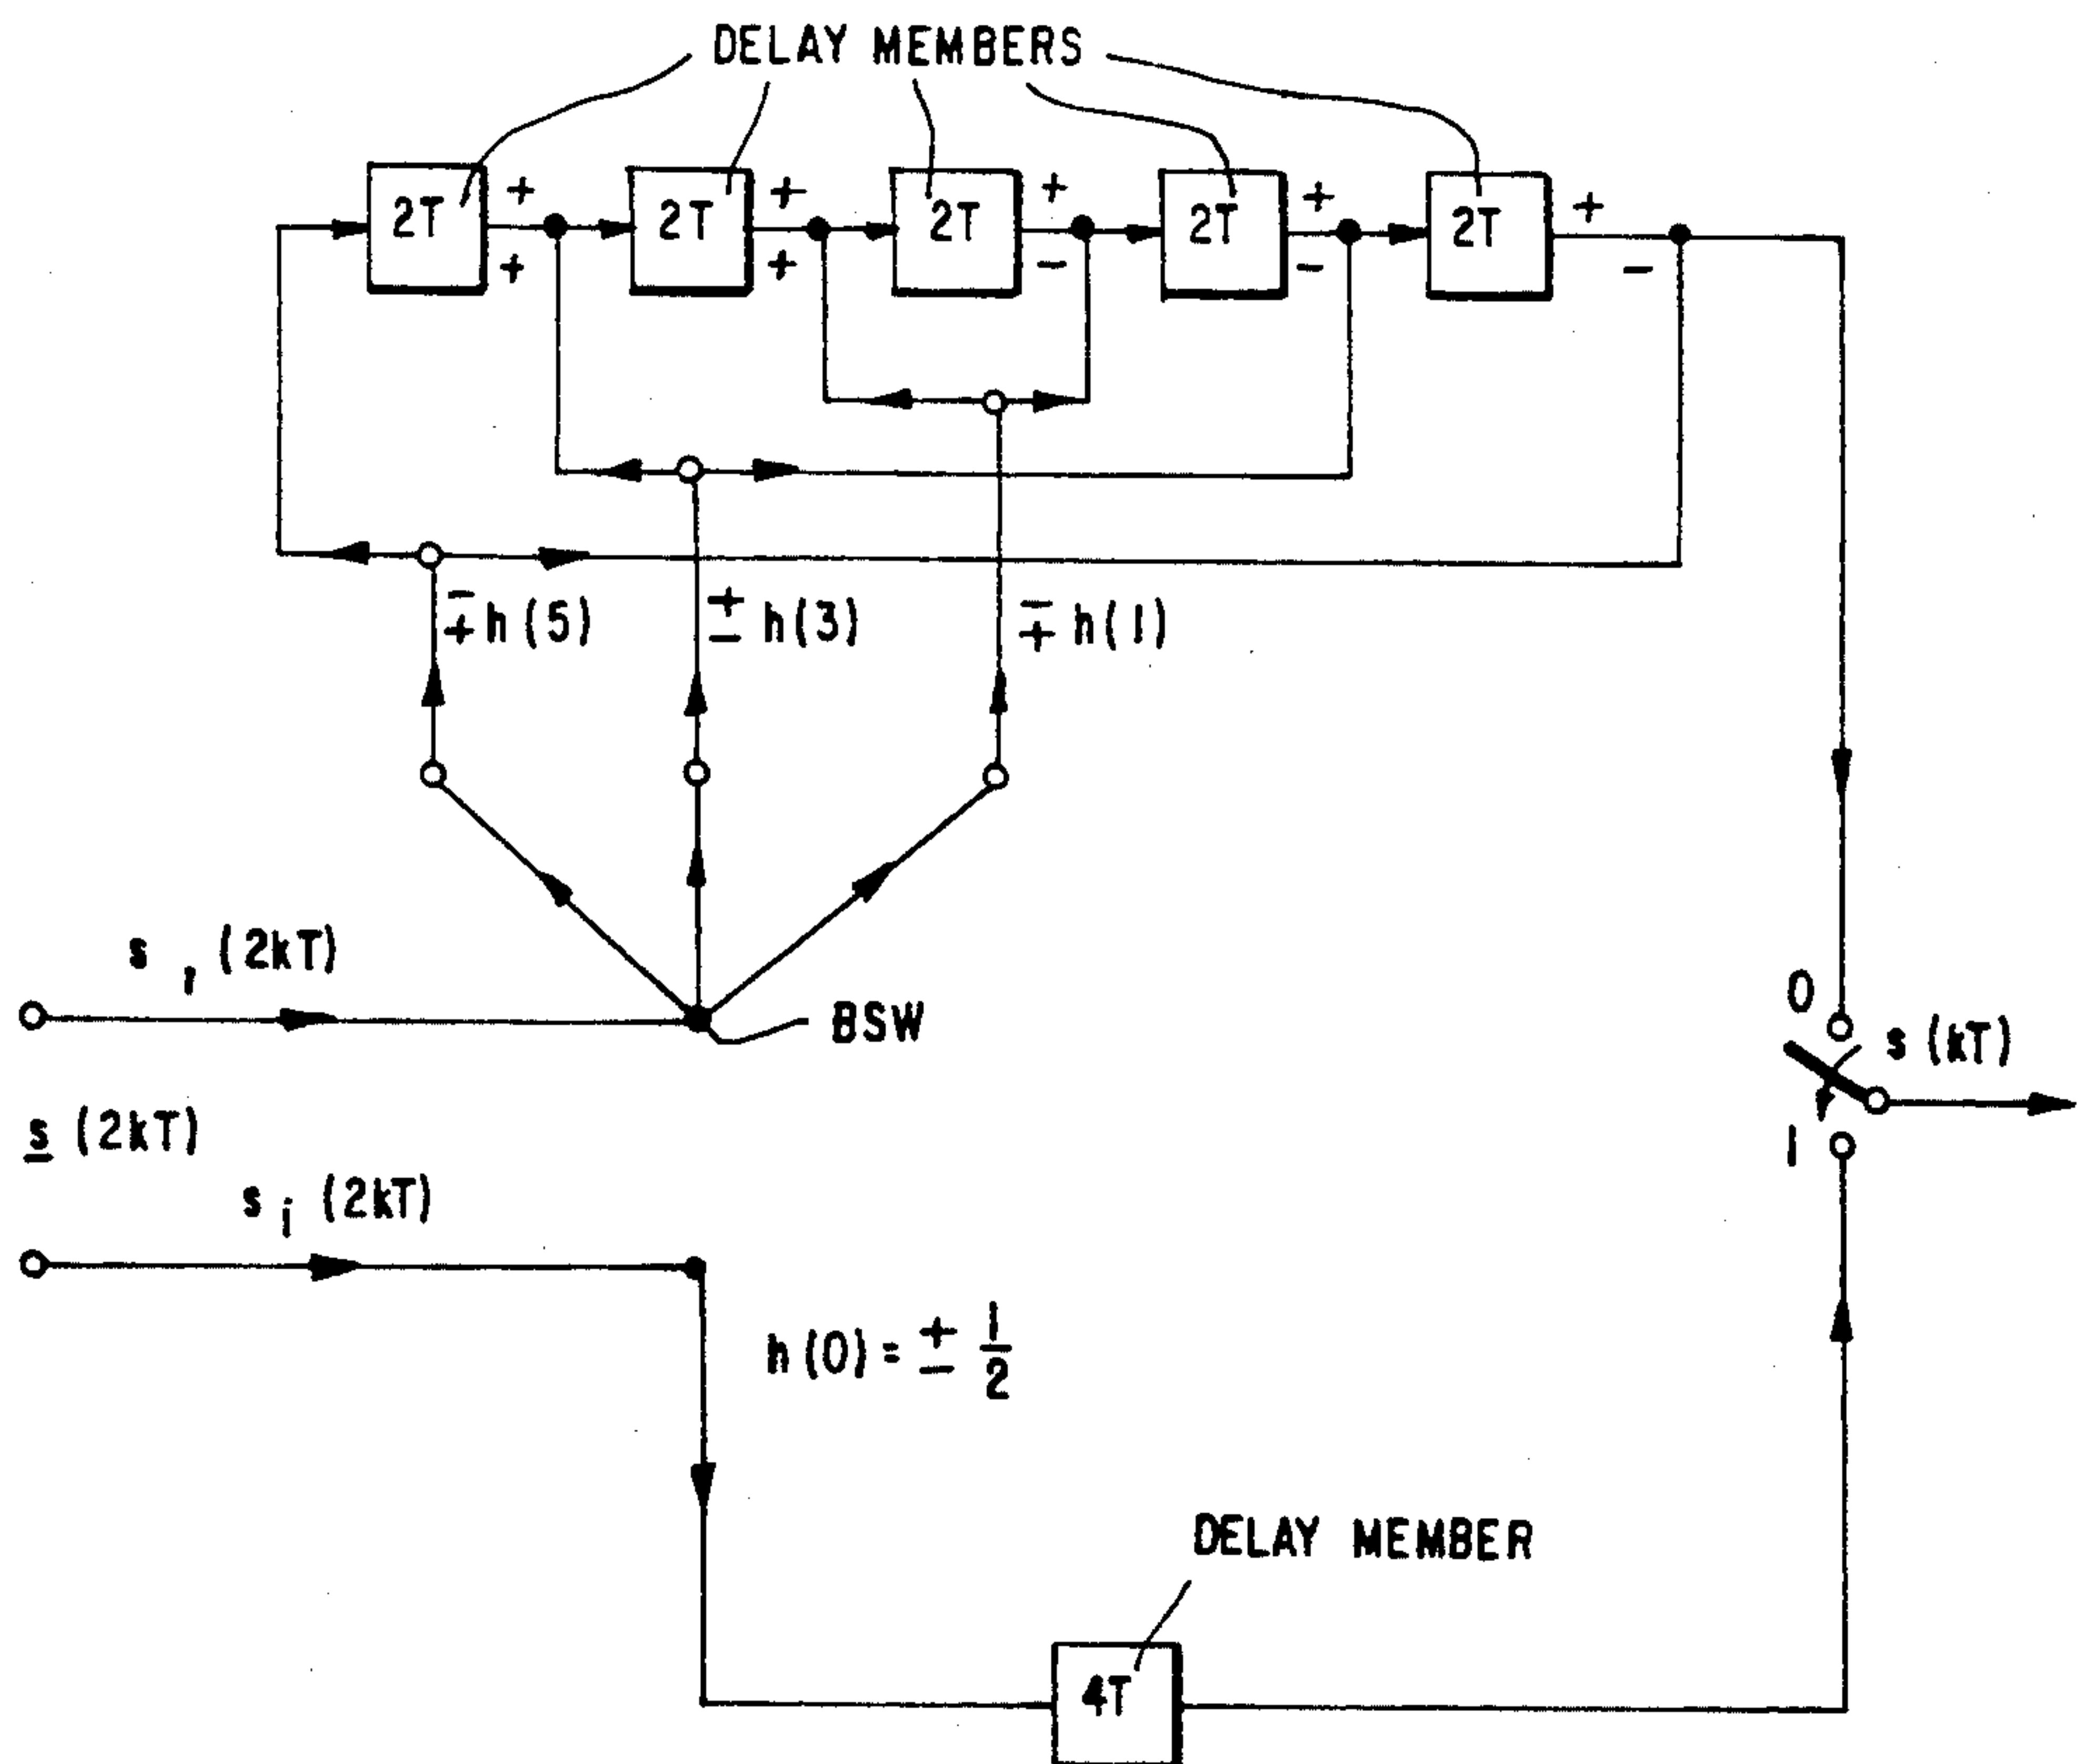 DELAY MEMBERS
+ + + + +
2T 2T 2T 2T 2T
+ + - - -
∓ h(5) ± h(3) ∓ h(1)
s, (2kT)
BSW
0
s(kT)
s (2kT)
1
s i (2kT)
h(0) = ± 1/2
DELAY MEMBER
4T